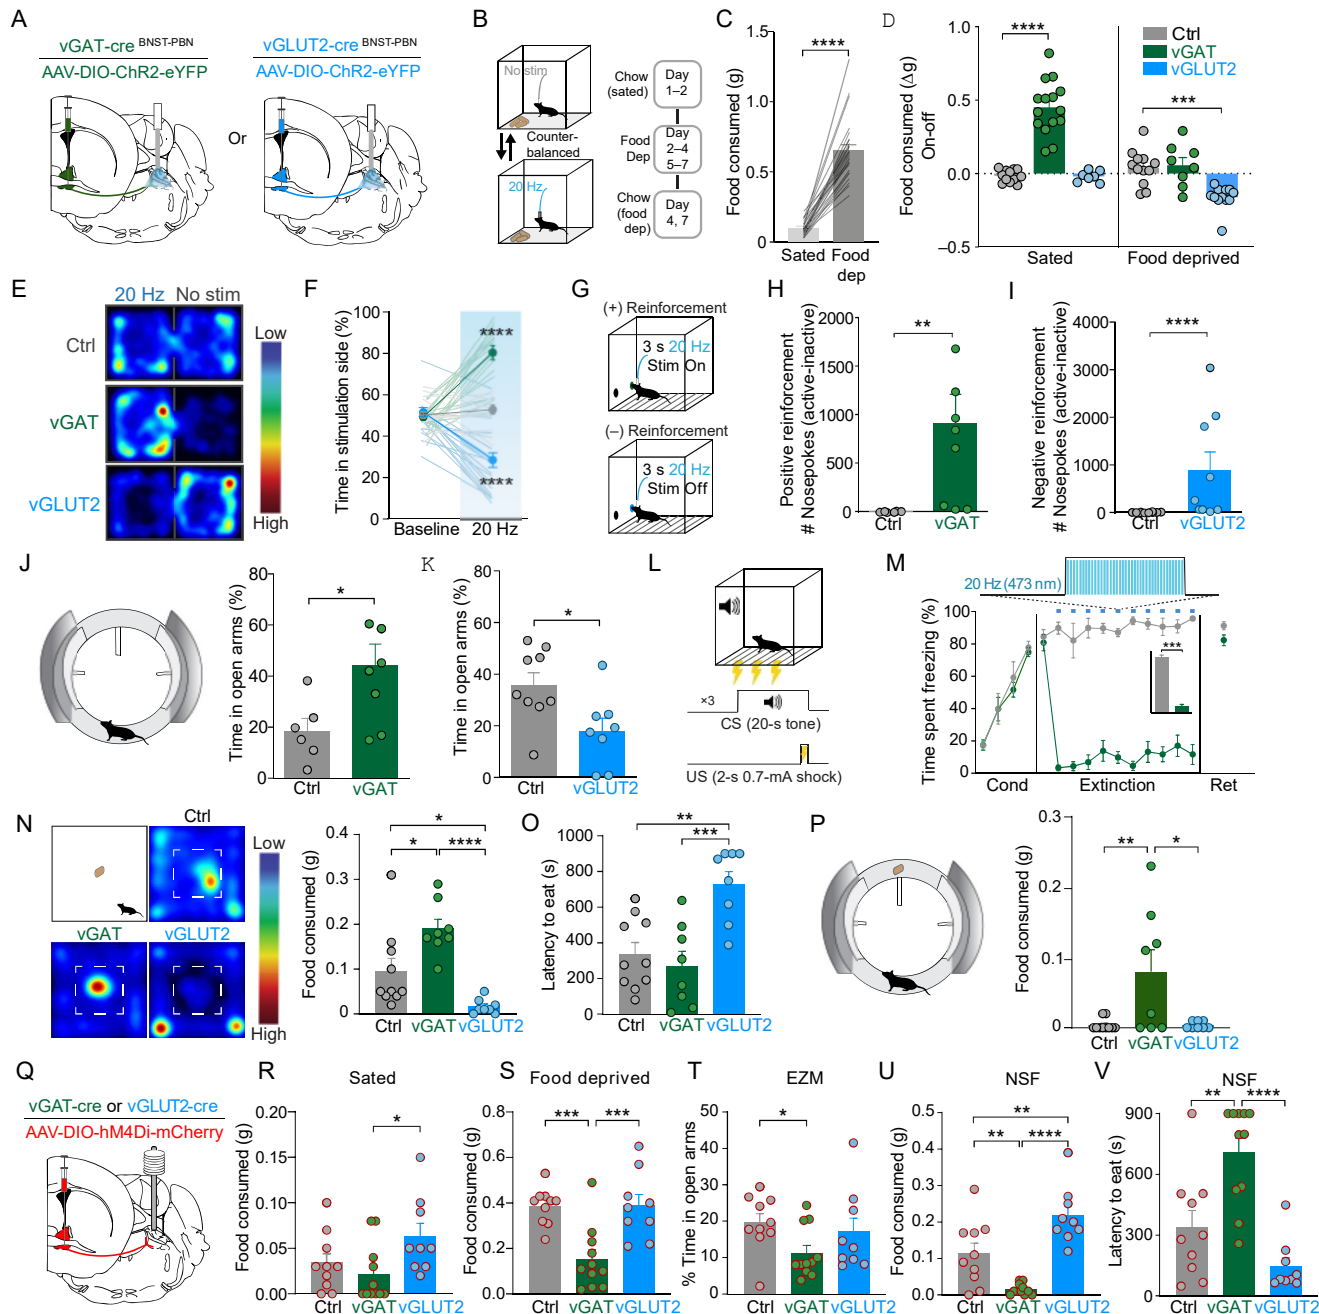 A
vGAT-cre BNST-PBN
AAV-DIO-ChR2-eYFP
Or
vGLUT2-cre BNST-PBN
AAV-DIO-ChR2-eYFP
B
No stim
Counter-
balanced
20 Hz
Chow
(sated)
Day
1–2
Food
Dep
Day
2–4
5–7
Chow
(food
dep)
Day
4, 7
C
Food consumed (g)
1.5
1.0
0.5
0
****
Sated
Food
dep
D
Food consumed (Δg)
On-off
1.0
0.5
0.0
–0.5
****
***
Ctrl
vGAT
vGLUT2
Sated
Food deprived
E
20 Hz
No stim
Ctrl
vGAT
vGLUT2
Low
High
F
Time in stimulation side (%)
100
80
60
40
20
0
****
****
Baseline
20 Hz
G
(+) Reinforcement
3 s 20 Hz
Stim On
(–) Reinforcement
3 s 20 Hz
Stim Off
H
Positive reinforcement
# Nosepokes (active-inactive)
2000
1500
1000
500
0
**
Ctrl
vGAT
I
Negative reinforcement
# Nosepokes (active-inactive)
4000
3000
2000
1000
0
****
Ctrl
vGLUT2
J
Time in open arms (%)
80
60
40
20
0
*
Ctrl
vGAT
K
Time in open arms (%)
80
60
40
20
0
*
Ctrl
vGLUT2
L
×3
CS (20-s tone)
US (2-s 0.7-mA shock)
M
20 Hz (473 nm)
Time spent freezing (%)
100
80
60
40
20
0
***
Cond
Extinction
Ret
N
Ctrl
vGAT
vGLUT2
Low
High
Food consumed (g)
0.4
0.3
0.2
0.1
0
*
*
****
Ctrl
vGAT
vGLUT2
O
Latency to eat (s)
1000
800
600
400
200
0
**
***
Ctrl
vGAT
vGLUT2
P
Food consumed (g)
0.3
0.2
0.1
0
**
*
Ctrl
vGAT
vGLUT2
Q
vGAT-cre or vGLUT2-cre
AAV-DIO-hM4Di-mCherry
R
Sated
Food consumed (g)
0.20
0.15
0.10
0.05
0.00
*
Ctrl
vGAT
vGLUT2
S
Food deprived
Food consumed (g)
0.6
0.4
0.2
0.0
***
***
Ctrl
vGAT
vGLUT2
T
EZM
% Time in open arms
50
40
30
20
10
0
*
Ctrl
vGAT
vGLUT2
U
NSF
Food consumed (g)
0.5
0.4
0.3
0.2
0.1
0.0
**
**
****
Ctrl
vGAT
vGLUT2
V
NSF
Latency to eat (s)
900
600
300
0
**
****
Ctrl
vGAT
vGLUT2